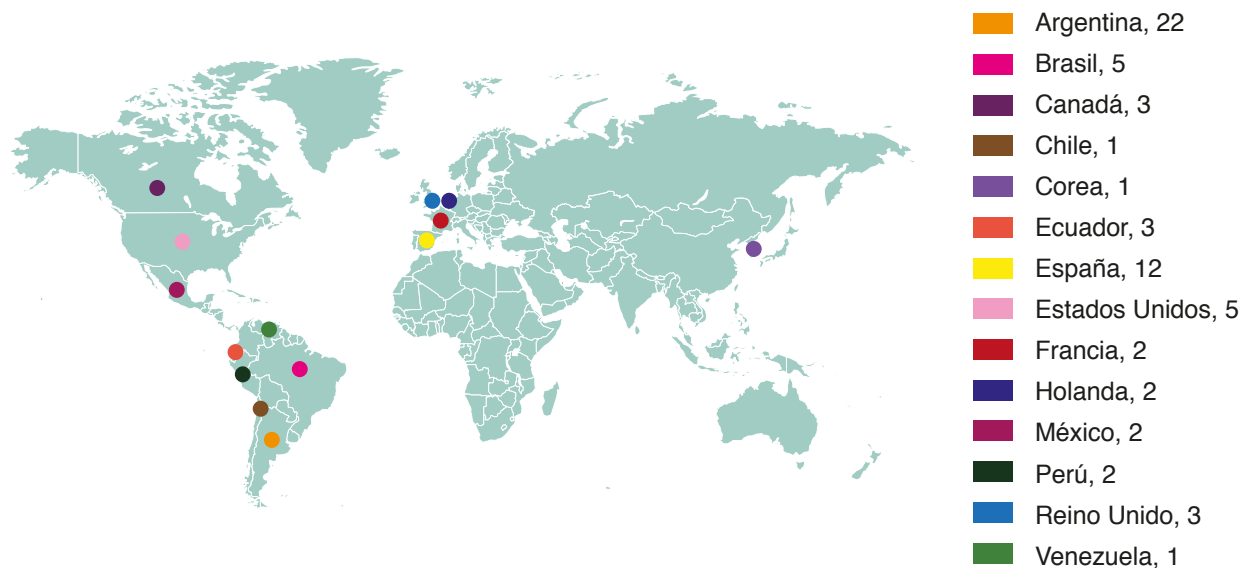 Argentina, 22
Brasil, 5
Canadá, 3
Chile, 1
Corea, 1
Ecuador, 3
España, 12
Estados Unidos, 5
Francia, 2
Holanda, 2
México, 2
Perú, 2
Reino Unido, 3
Venezuela, 1